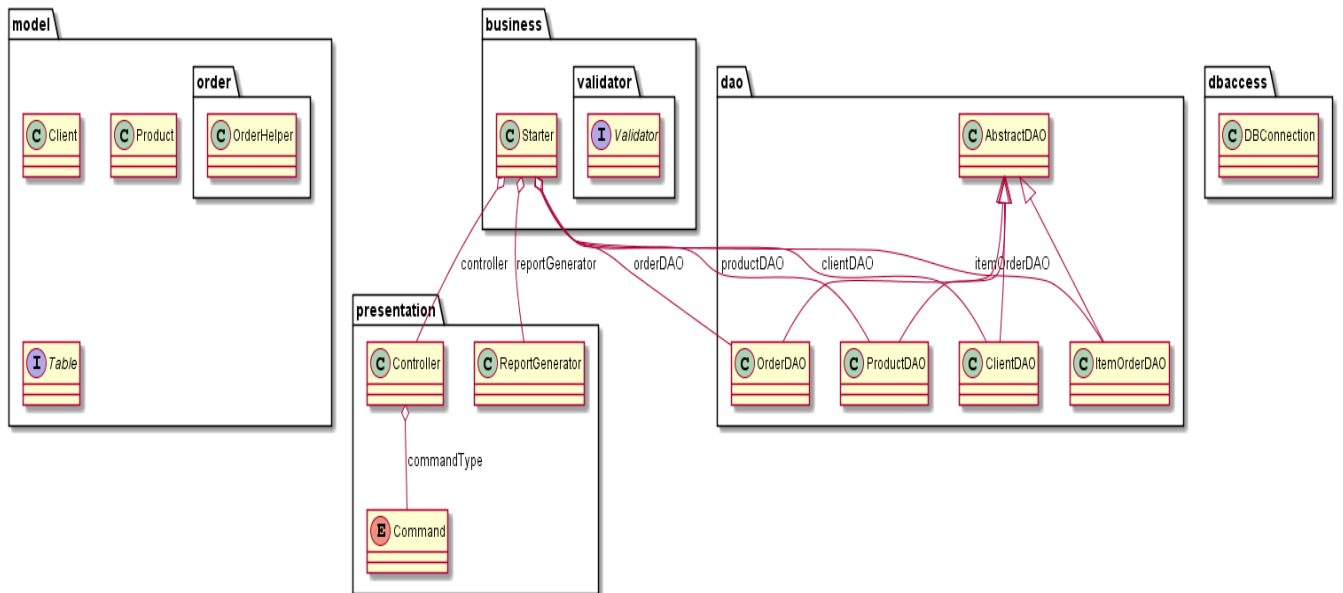 model
business
order
validator
dao
dbaccess
C Client
C Product
C OrderHelper
C Starter
I Validator
C AbstractDAO
C DBConnection
controller
reportGenerator
orderDAO
productDAO
clientDAO
itemOrderDAO
presentation
I Table
C Controller
C ReportGenerator
C OrderDAO
C ProductDAO
C ClientDAO
C ItemOrderDAO
commandType
E Command